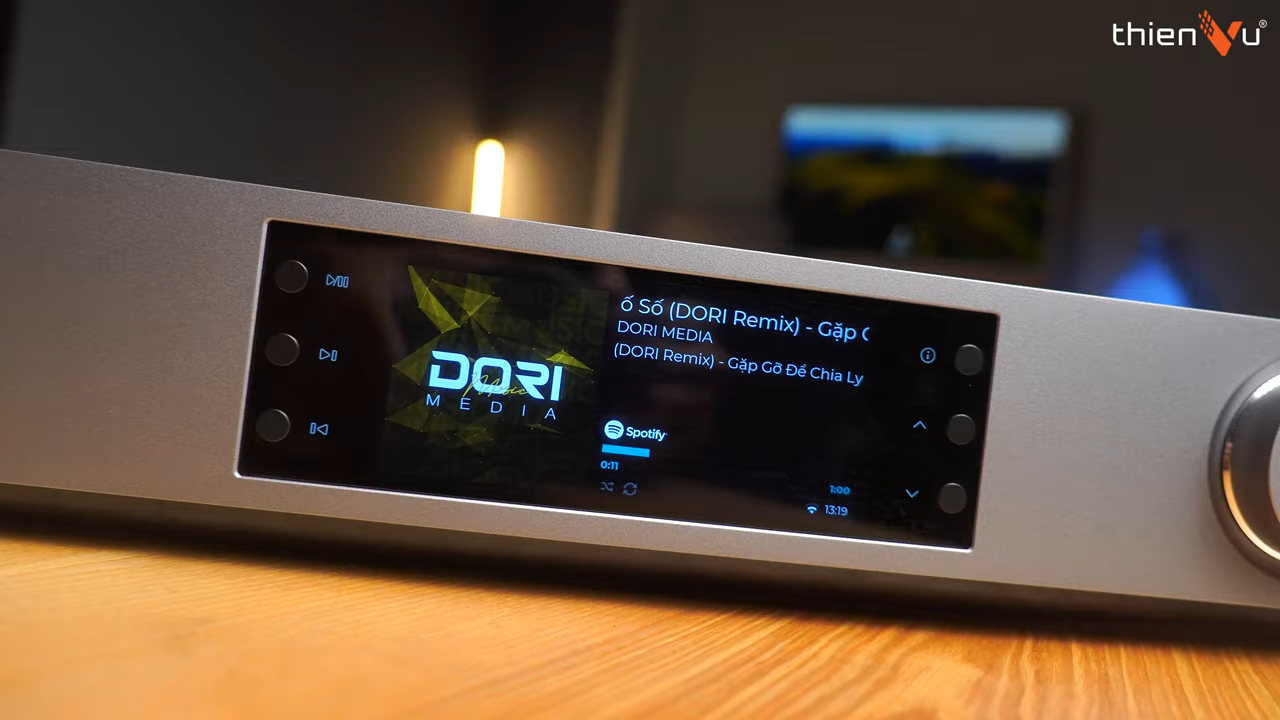 thienVu®
DORI
Music
MEDIA
ố Số (DORI Remix) - Gặp
DORI MEDIA
(DORI Remix) - Gặp Gỡ Để Chia Ly
Spotify
0:11
1:00
13:19